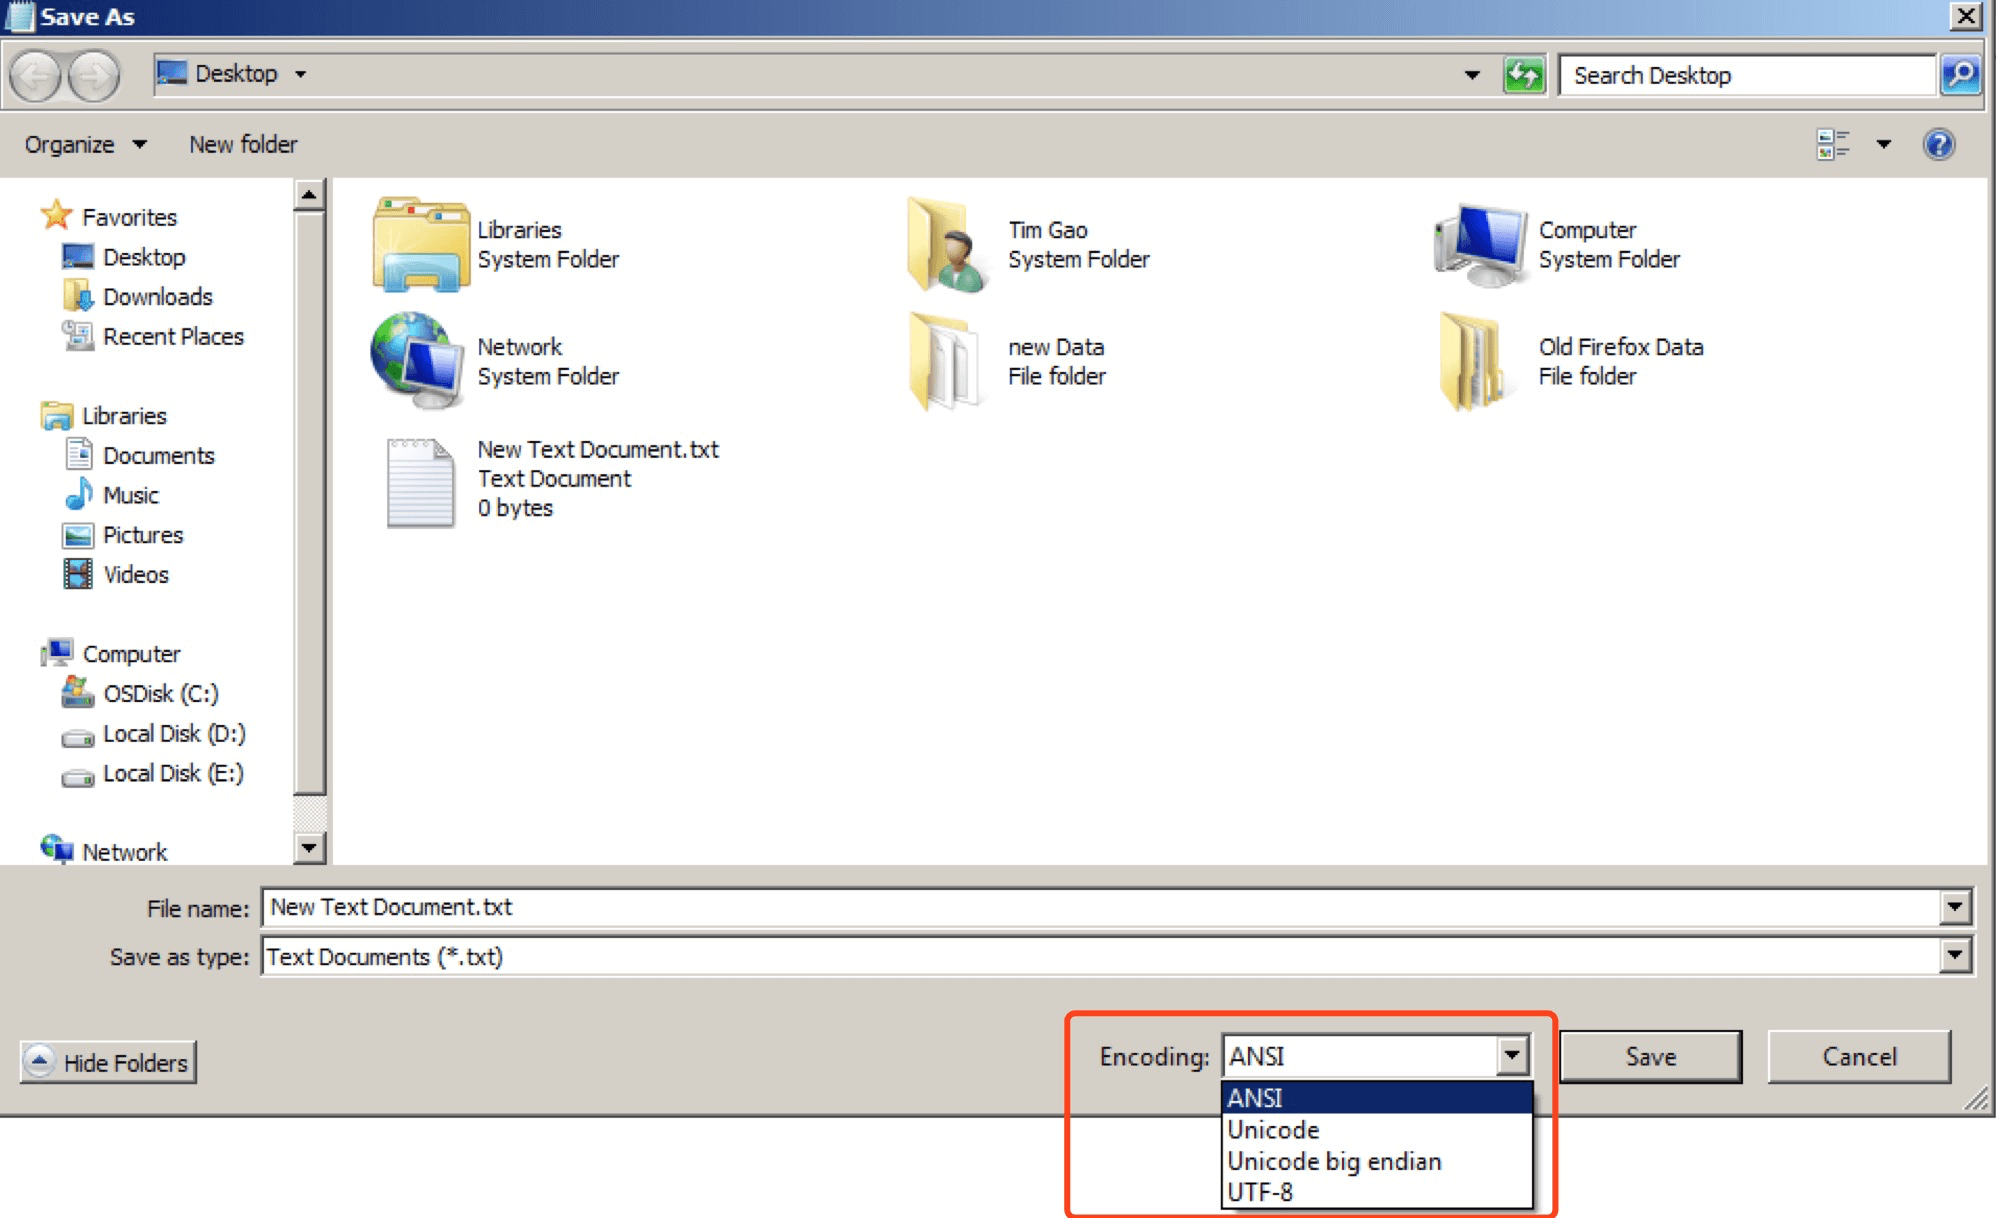 Save As
Desktop
Search Desktop
Organize
New folder
Favorites
Desktop
Downloads
Recent Places
Libraries
Documents
Music
Pictures
Videos
Computer
OSDisk (C:)
Local Disk (D:)
Local Disk (E:)
Network
Libraries
System Folder
Tim Gao
System Folder
Computer
System Folder
Network
System Folder
new Data
File folder
Old Firefox Data
File folder
New Text Document.txt
Text Document
0 bytes
File name: New Text Document.txt
Save as type: Text Documents (*.txt)
Hide Folders
Encoding: ANSI
Save
Cancel
ANSI
Unicode
Unicode big endian
UTF-8